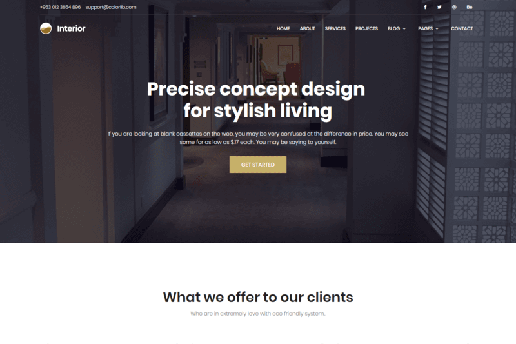 +953 012 3654 896 support@colorlib.com
Interior
HOME ABOUT SERVICES PROJECTS BLOG PAGES CONTACT
Precise concept design
for stylish living
If you are looking at blank cassettes on the web, you may be very confused at the difference in price. You may see
some for as low as $.17 each. You may be saying to yourself.
GET STARTED
What we offer to our clients
Who are in extremely love with eco friendly system.